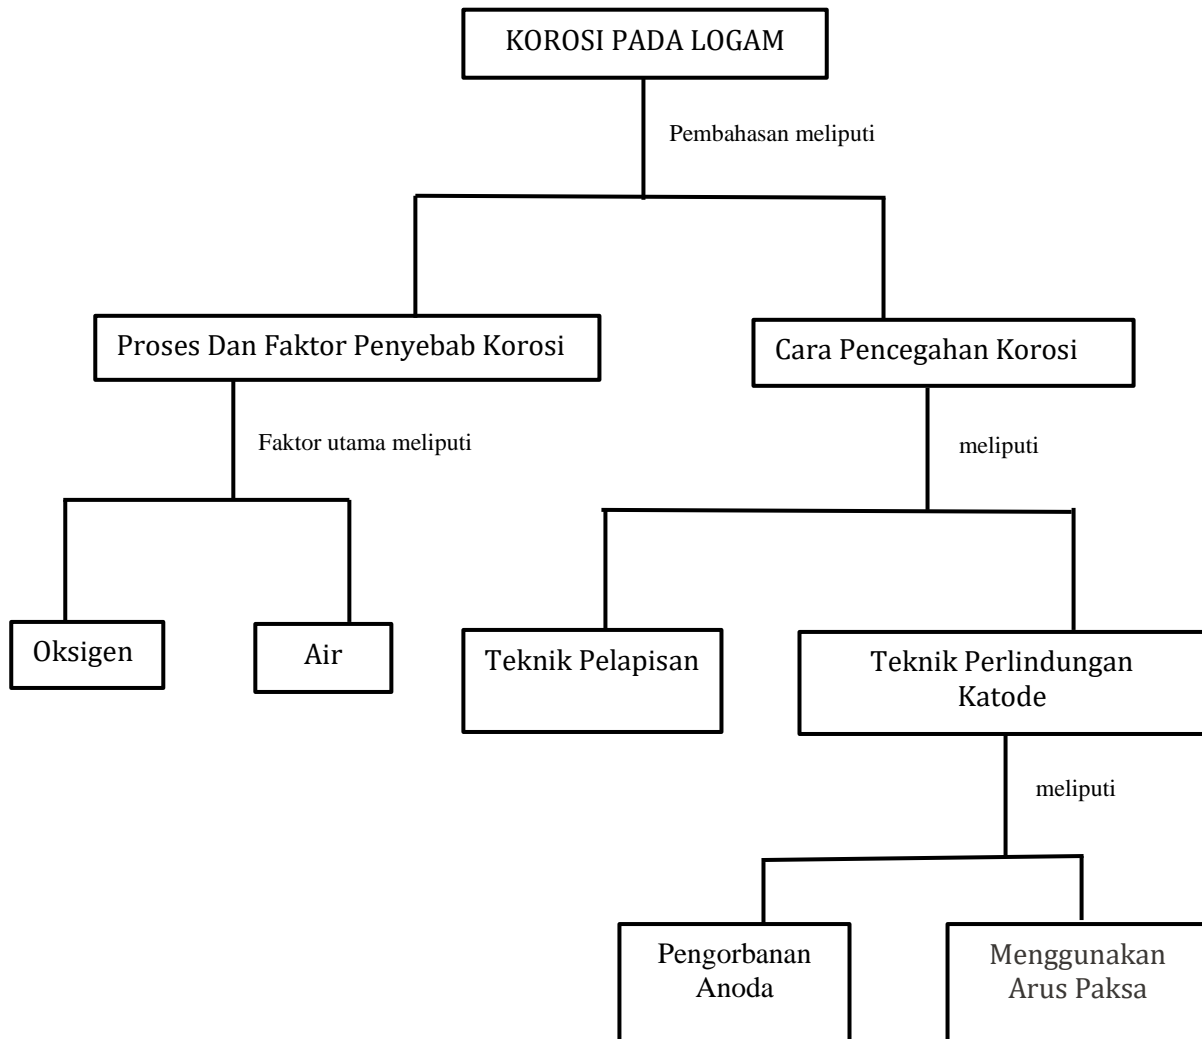 KOROSI PADA LOGAM
Pembahasan meliputi
Proses Dan Faktor Penyebab Korosi
Cara Pencegahan Korosi
Faktor utama meliputi
meliputi
Oksigen
Air
Teknik Pelapisan
Teknik Perlindungan
Katode
meliputi
Pengorbanan
Anoda
Menggunakan
Arus Paksa